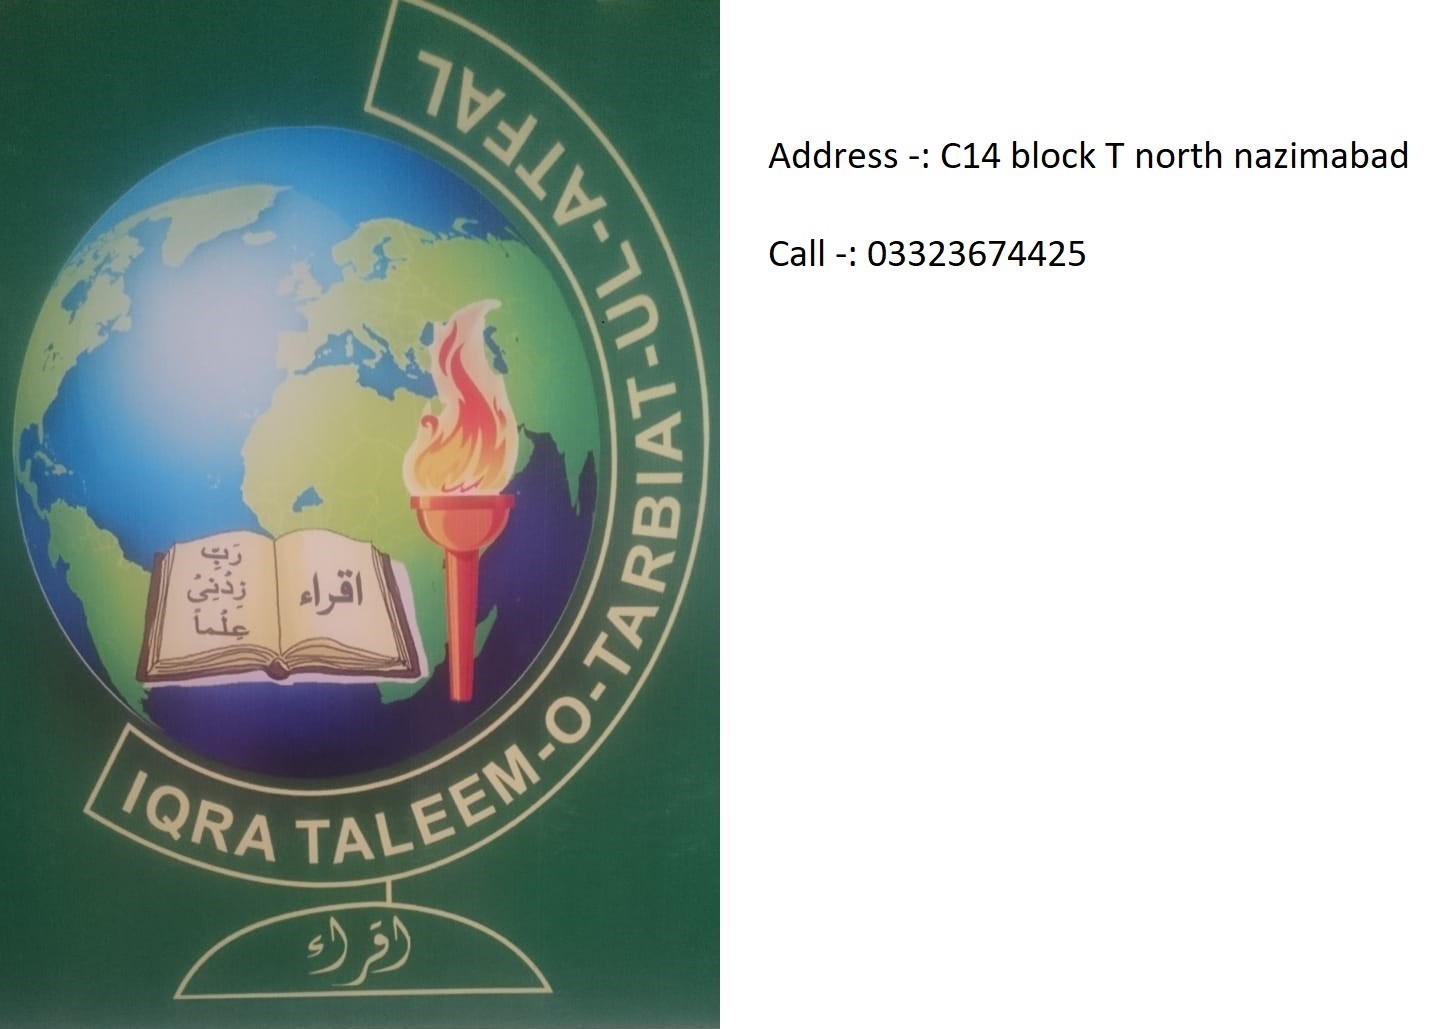 IQRA TALEEM-O-TARBIAT-UL-ATFAL
رَبِّ
زِدْنِیْ
عِلْماً
اقراء
اقراء
Address -: C14 block T north nazimabad
Call -: 03323674425